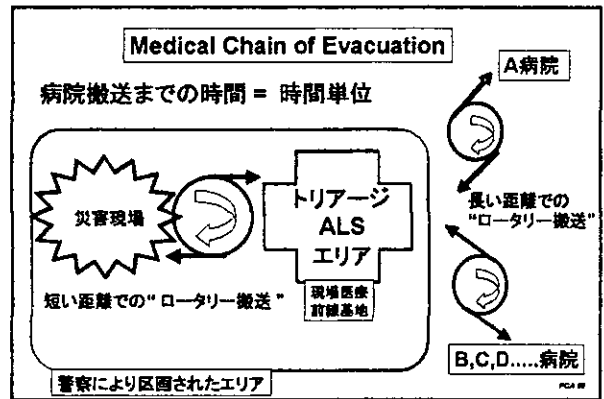 Medical Chain of Evacuation
病院搬送までの時間 = 時間単位
A病院
災害現場
トリアージ
ALS
エリア
長い距離での
“ロータリー搬送”
短い距離での“ロータリー搬送”
現場医療
前線基地
B,C,D.....病院
警察により区画されたエリア